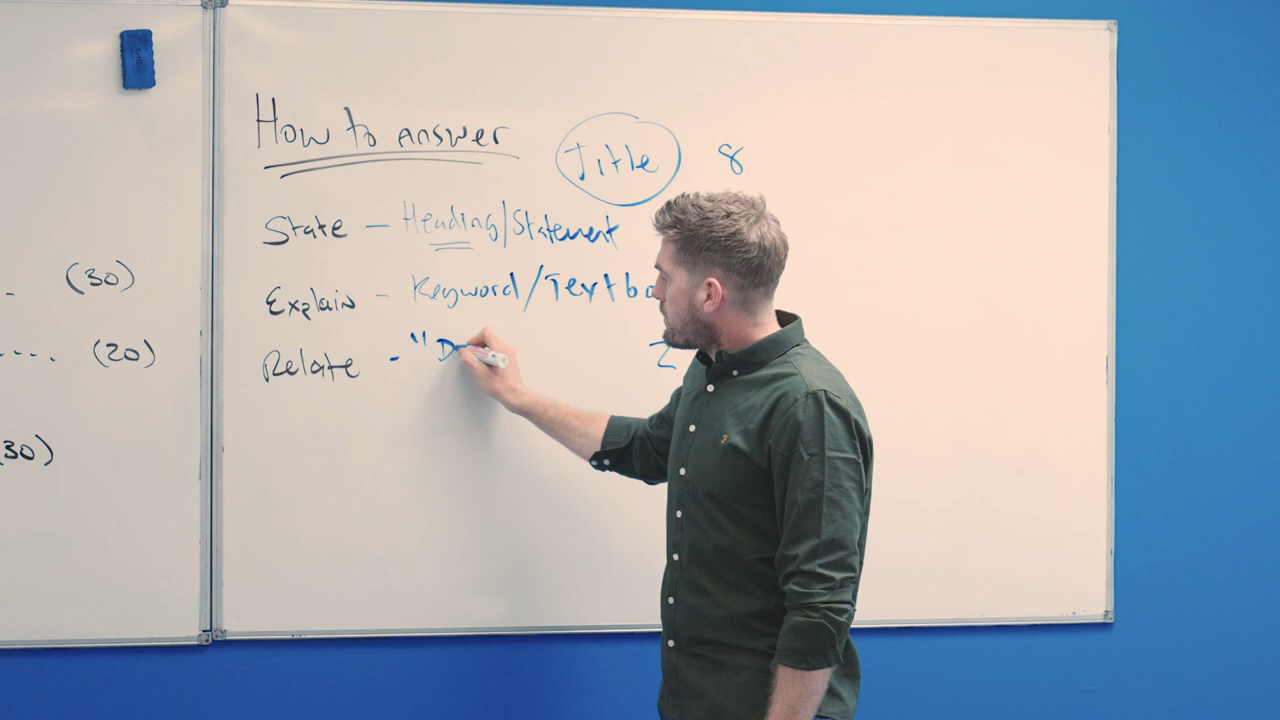 How to answer
Title 8
State - Heading/Statement
Explain - Keyword/Textbo
Relate - "D
2
(30)
.... (20)
30)